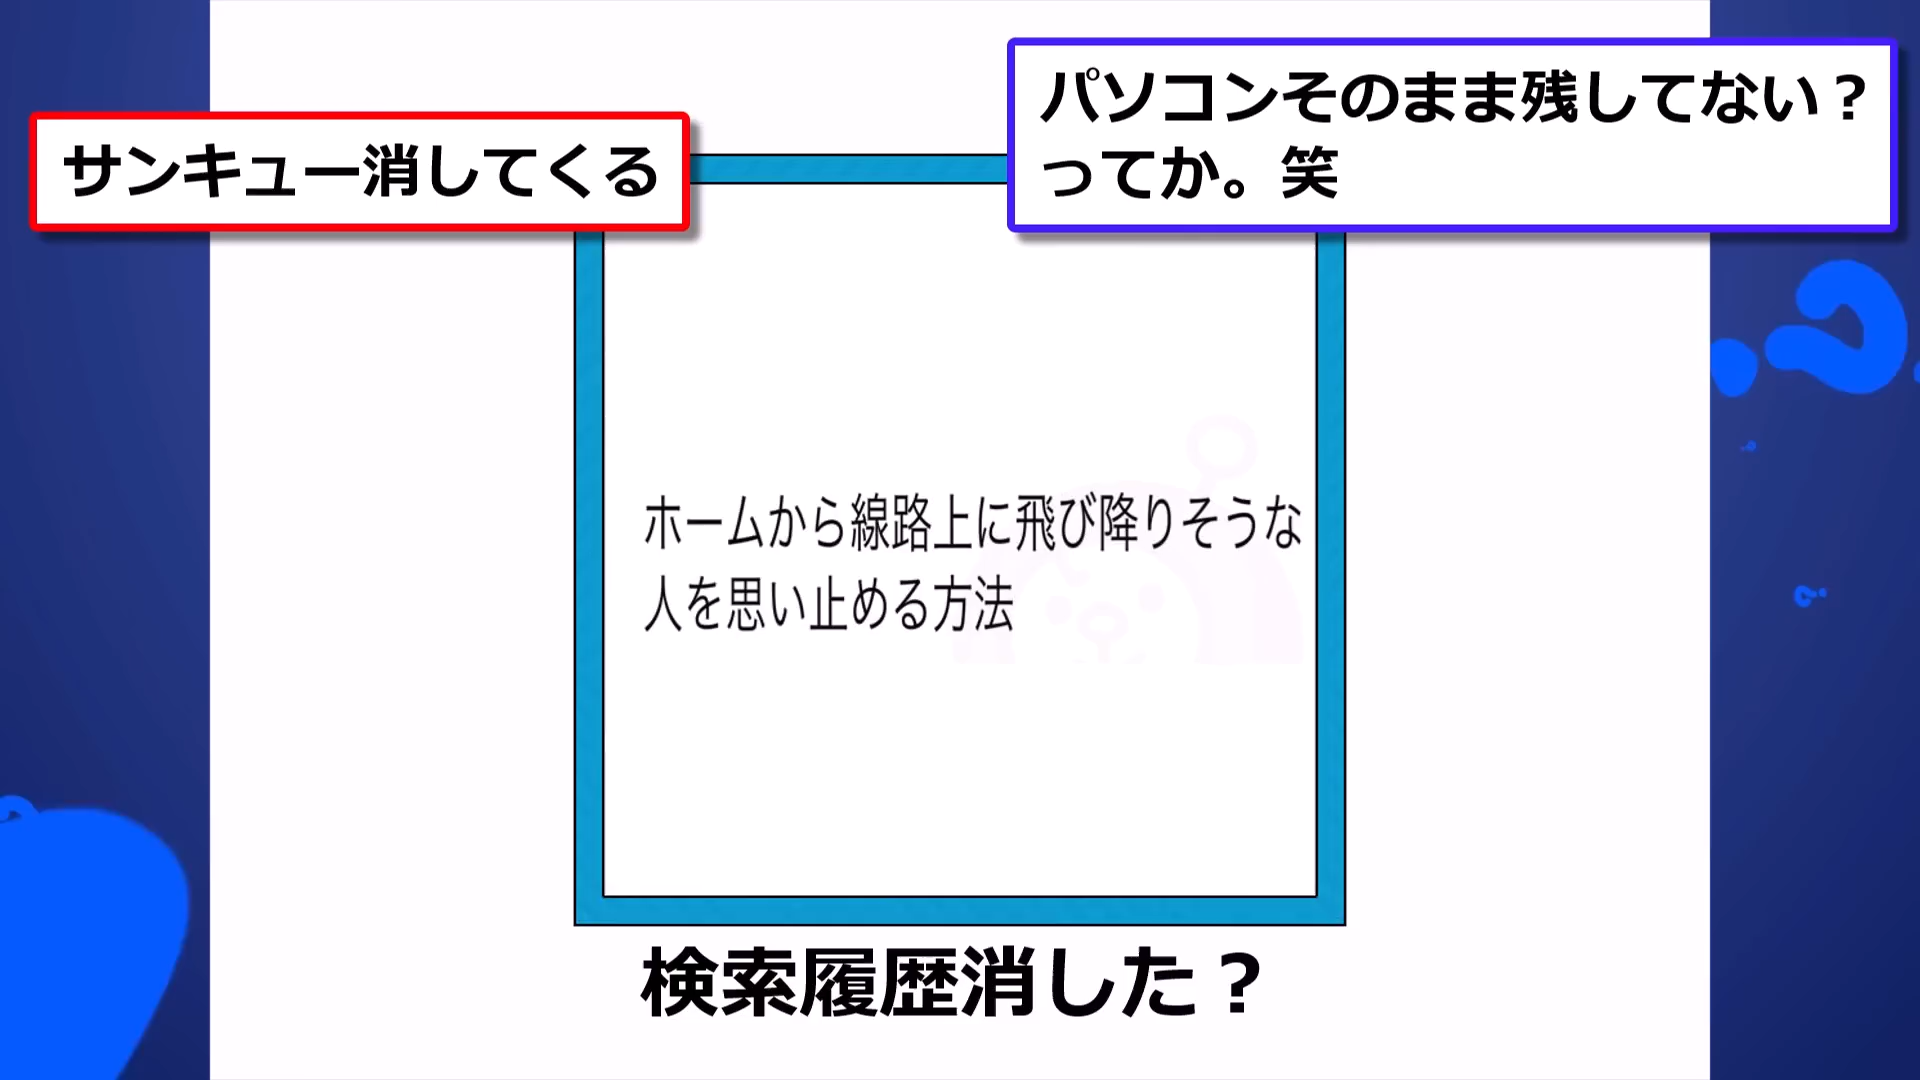 サンキュー消してくる
パソコンそのまま残してない？
ってか。笑
ホームから線路上に飛び降りそうな
人を思い止める方法
検索履歴消した？